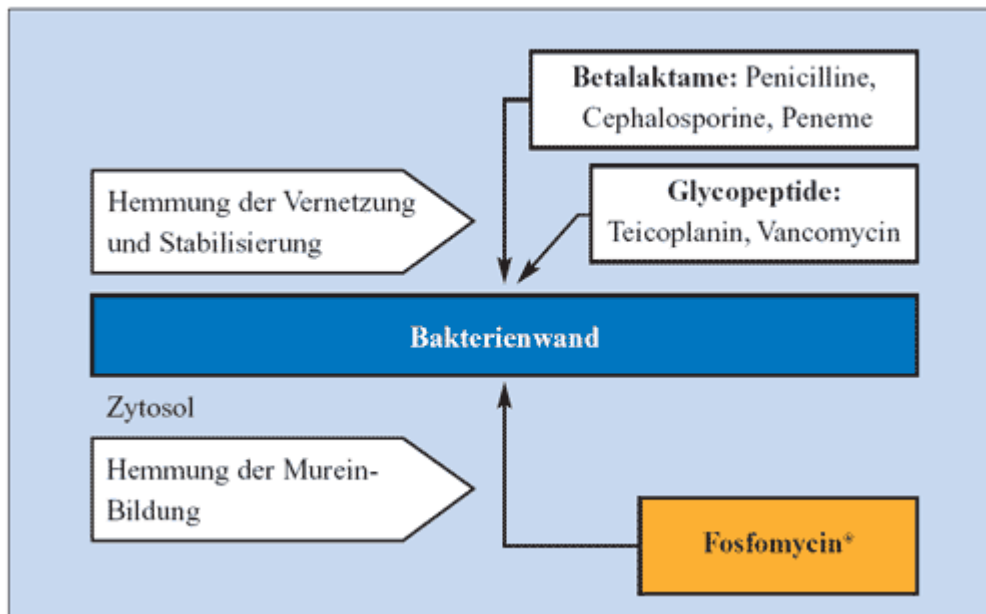 Betalaktame: Penicilline,
Cephalosporine, Peneme
Hemmung der Vernetzung
und Stabilisierung
Glycopeptide:
Teicoplanin, Vancomycin
Bakterienwand
Zytosol
Hemmung der Murein-
Bildung
Fosfomycin*